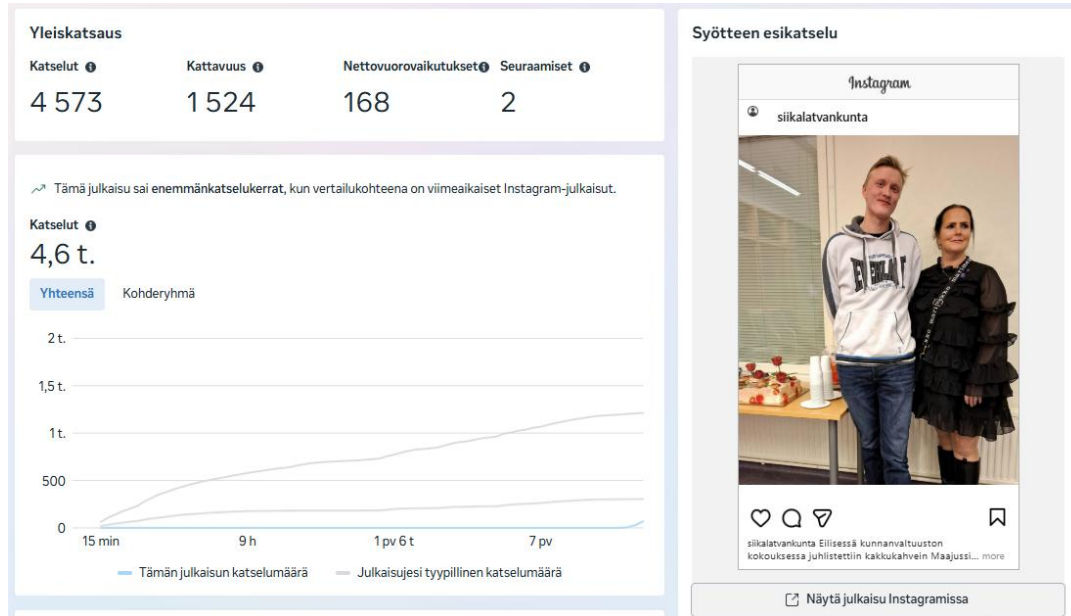 Yleiskatsaus
Katselut
4 573
Kattavuus
1 524
Nettovuorovaikutukset
168
Seuraamiset
2
Tämä julkaisu sai enemmänkatselukerrat, kun vertailukohteena on viimeaikaiset Instagram-julkaisut.
Katselut
4,6 t.
Yhteensä Kohderyhmä
2 t.
1,5 t.
1 t.
500
0
15 min 9 h 1 pv 6 t 7 pv
Tämän julkaisun katselumäärä Julkaisujesi tyypillinen katselumäärä
Syötteen esikatselu
Instagram
siikalatvankunta
marimekko
siikalatvankunta Eilisessä kunnanvaltuuston
kokouksessa juhlistettiin kakkukahvein Maajussi... more
Näytä julkaisu Instagramissa